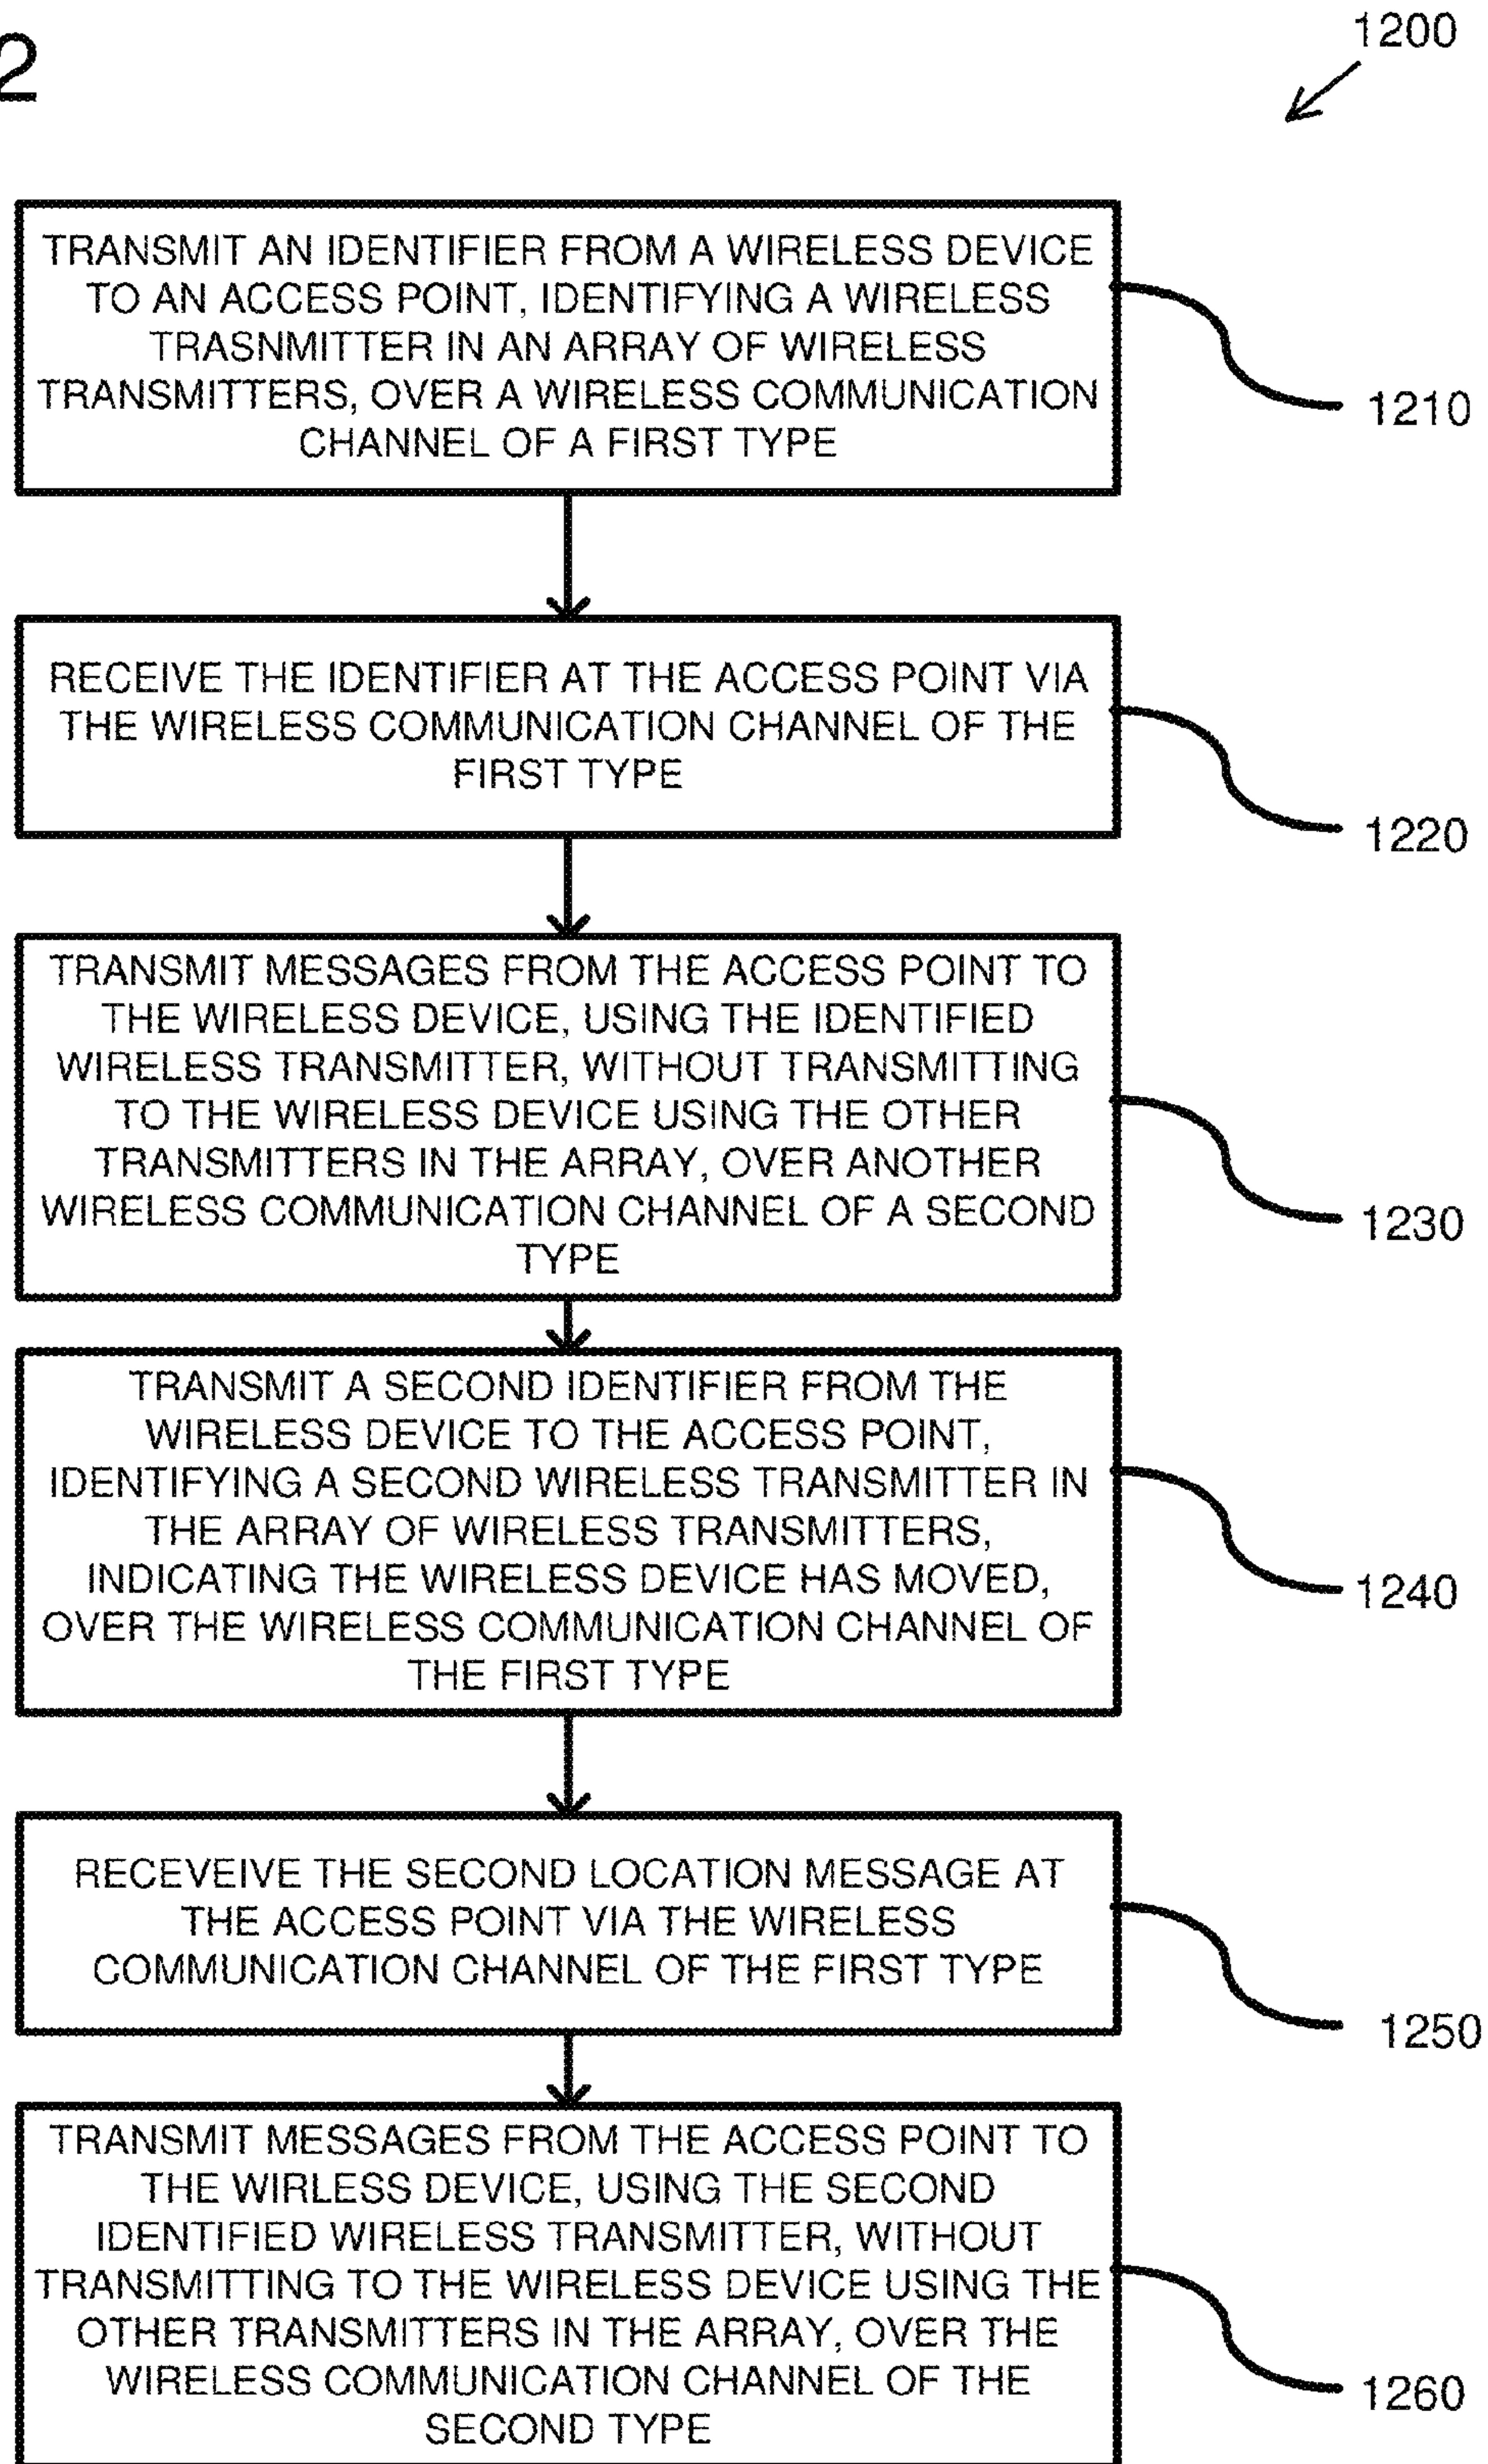 2
1200
TRANSMIT AN IDENTIFIER FROM A WIRELESS DEVICE
TO AN ACCESS POINT, IDENTIFYING A WIRELESS
TRASNMITTER IN AN ARRAY OF WIRELESS
TRANSMITTERS, OVER A WIRELESS COMMUNICATION
CHANNEL OF A FIRST TYPE
1210
RECEIVE THE IDENTIFIER AT THE ACCESS POINT VIA
THE WIRELESS COMMUNICATION CHANNEL OF THE
FIRST TYPE
1220
TRANSMIT MESSAGES FROM THE ACCESS POINT TO
THE WIRELESS DEVICE, USING THE IDENTIFIED
WIRELESS TRANSMITTER, WITHOUT TRANSMITTING
TO THE WIRELESS DEVICE USING THE OTHER
TRANSMITTERS IN THE ARRAY, OVER ANOTHER
WIRELESS COMMUNICATION CHANNEL OF A SECOND
TYPE
1230
TRANSMIT A SECOND IDENTIFIER FROM THE
WIRELESS DEVICE TO THE ACCESS POINT,
IDENTIFYING A SECOND WIRELESS TRANSMITTER IN
THE ARRAY OF WIRELESS TRANSMITTERS,
INDICATING THE WIRELESS DEVICE HAS MOVED,
OVER THE WIRELESS COMMUNICATION CHANNEL OF
THE FIRST TYPE
1240
RECEVEIVE THE SECOND LOCATION MESSAGE AT
THE ACCESS POINT VIA THE WIRELESS
COMMUNICATION CHANNEL OF THE FIRST TYPE
1250
TRANSMIT MESSAGES FROM THE ACCESS POINT TO
THE WIRLESS DEVICE, USING THE SECOND
IDENTIFIED WIRELESS TRANSMITTER, WITHOUT
TRANSMITTING TO THE WIRELESS DEVICE USING THE
OTHER TRANSMITTERS IN THE ARRAY, OVER THE
WIRELESS COMMUNICATION CHANNEL OF THE
SECOND TYPE
1260